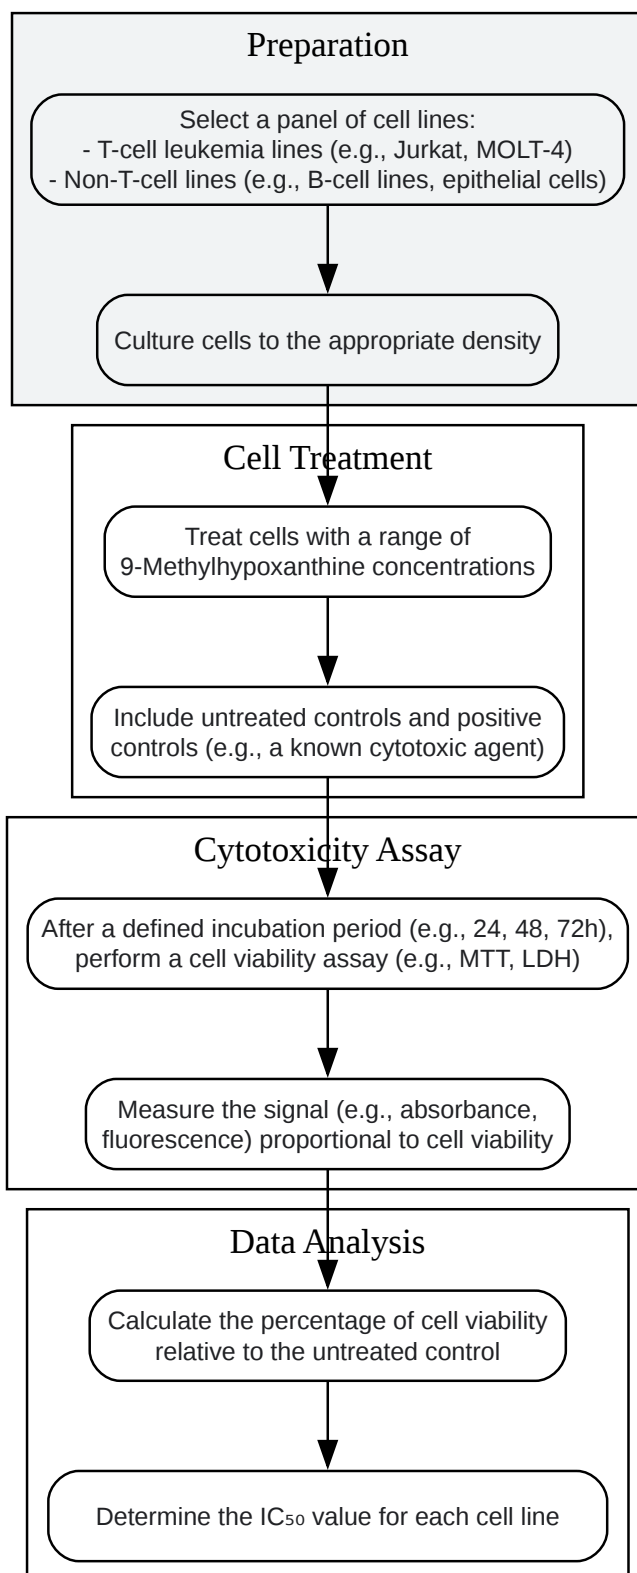 Preparation
Select a panel of cell lines:
- T-cell leukemia lines (e.g., Jurkat, MOLT-4)
- Non-T-cell lines (e.g., B-cell lines, epithelial cells)
Culture cells to the appropriate density
Cell Treatment
Treat cells with a range of
9-Methylhypoxanthine concentrations
Include untreated controls and positive
controls (e.g., a known cytotoxic agent)
Cytotoxicity Assay
After a defined incubation period (e.g., 24, 48, 72h),
perform a cell viability assay (e.g., MTT, LDH)
Measure the signal (e.g., absorbance,
fluorescence) proportional to cell viability
Data Analysis
Calculate the percentage of cell viability
relative to the untreated control
Determine the IC₅₀ value for each cell line